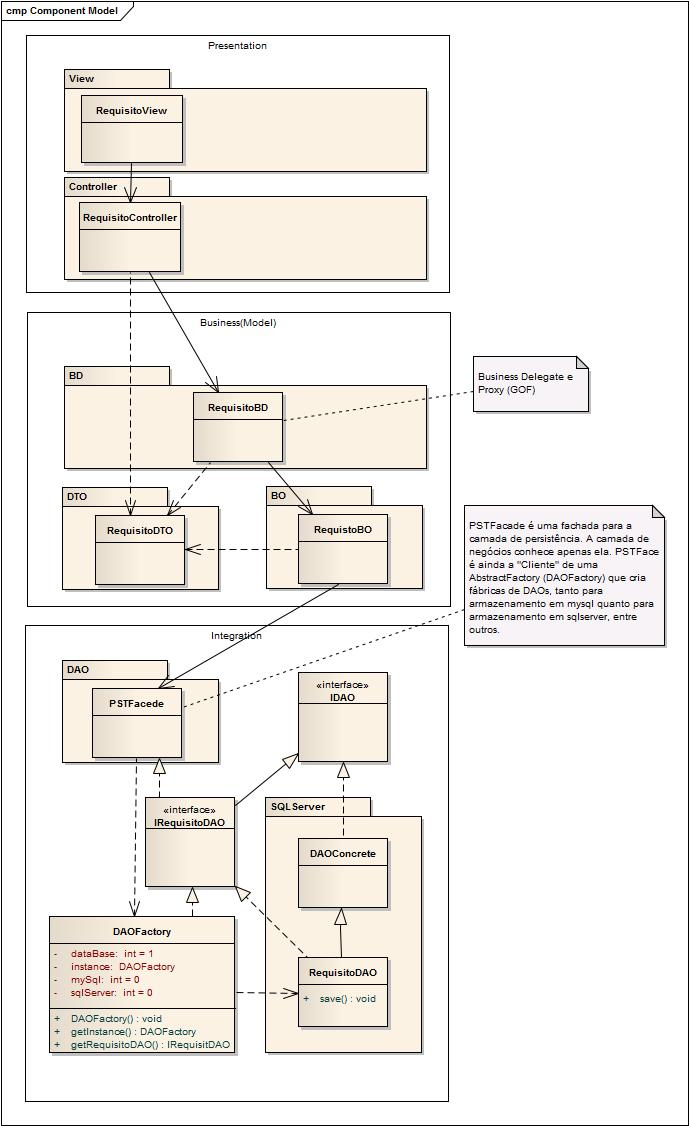 cmp Component Model
Presentation
View
RequisitoView
Controller
RequisitoController
Business(Model)
BD
RequisitoBD
Business Delegate e
Proxy (GOF)
DTO
RequisitoDTO
BO
RequistoBO
PSTFacade é uma fachada para a
camada de persistência. A camada de
negócios conhece apenas ela. PSTFace
é ainda a "Cliente" de uma
AbstractFactory (DAOFactory) que cria
fábricas de DAOs, tanto para
armazenamento em mysql quanto para
armazenamento em sqlserver, entre
outros.
Integration
DAO
PSTFacede
«interface»
IDAO
«interface»
IRequisitoDAO
SQLServer
DAOConcrete
DAOFactory
- dataBase: int = 1
- instance: DAOFactory
- mySql: int = 0
- sqlServer: int = 0
+ DAOFactory() : void
+ getInstance() : DAOFactory
+ getRequisitoDAO() : IRequisitDAO
RequisitoDAO
+ save() : void